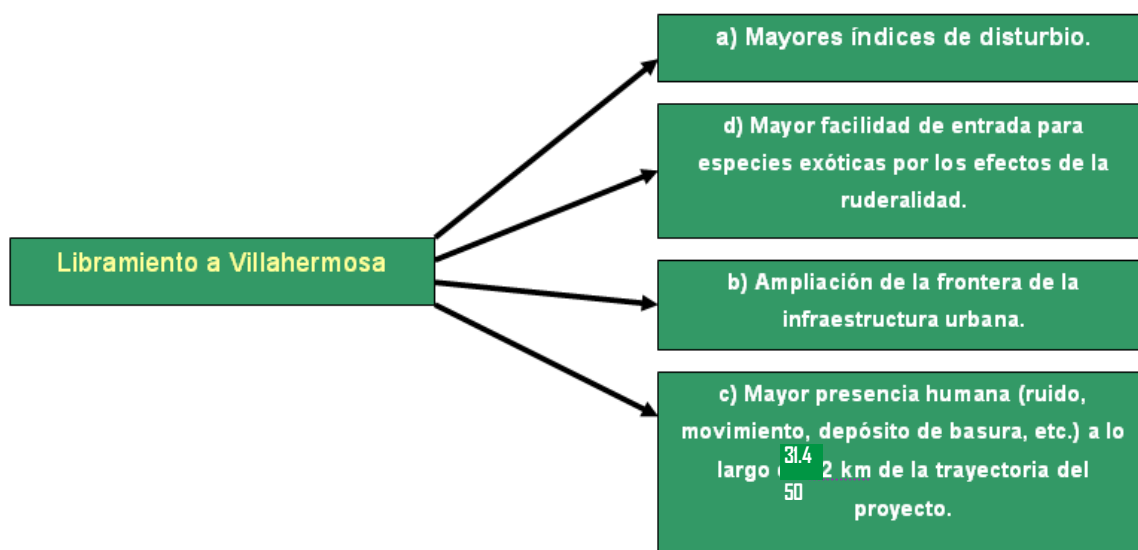 a) Mayores índices de disturbio.
d) Mayor facilidad de entrada para
especies exóticas por los efectos de la
ruderalidad.
Libramiento a Villahermosa
b) Ampliación de la frontera de la
infraestructura urbana.
c) Mayor presencia humana (ruido,
movimiento, depósito de basura, etc.) a lo
largo 31.4 2 km de la trayectoria del
50
proyecto.